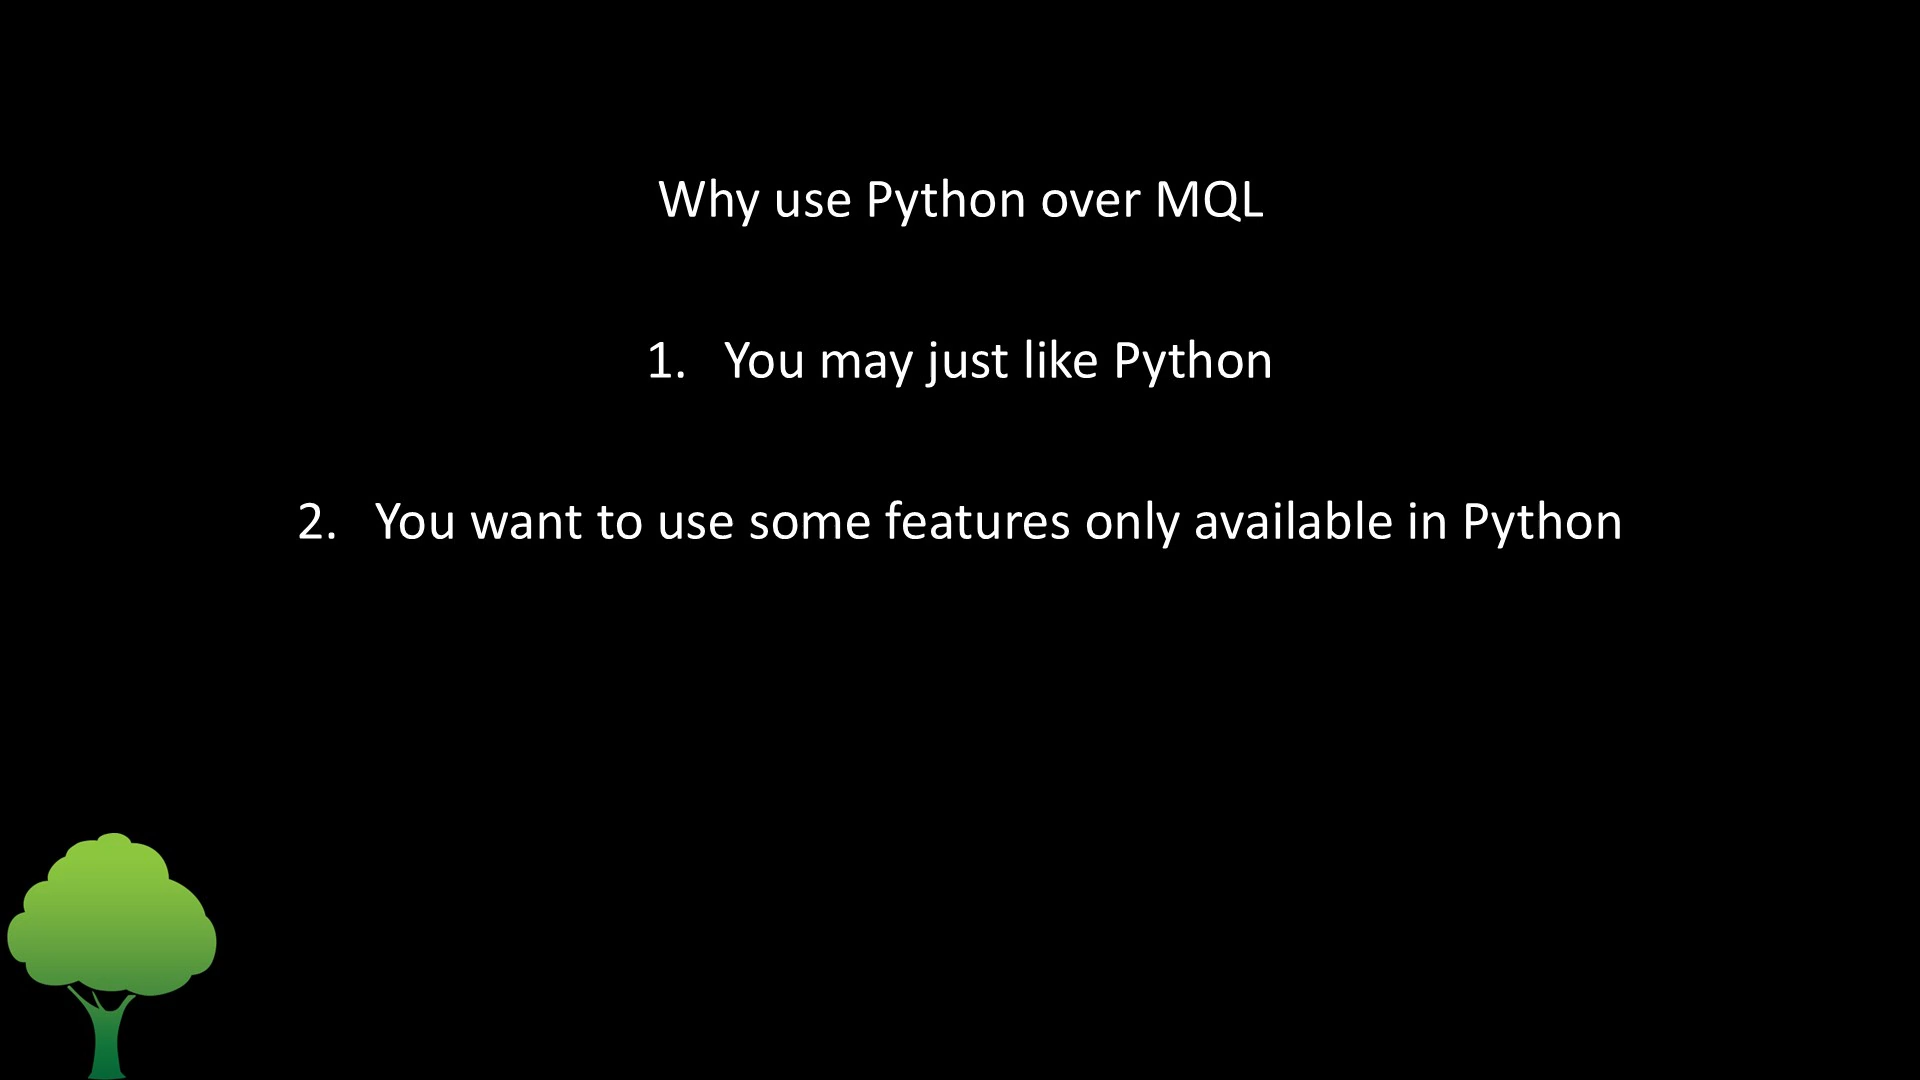 Why use Python over MQL
1. You may just like Python
2. You want to use some features only available in Python